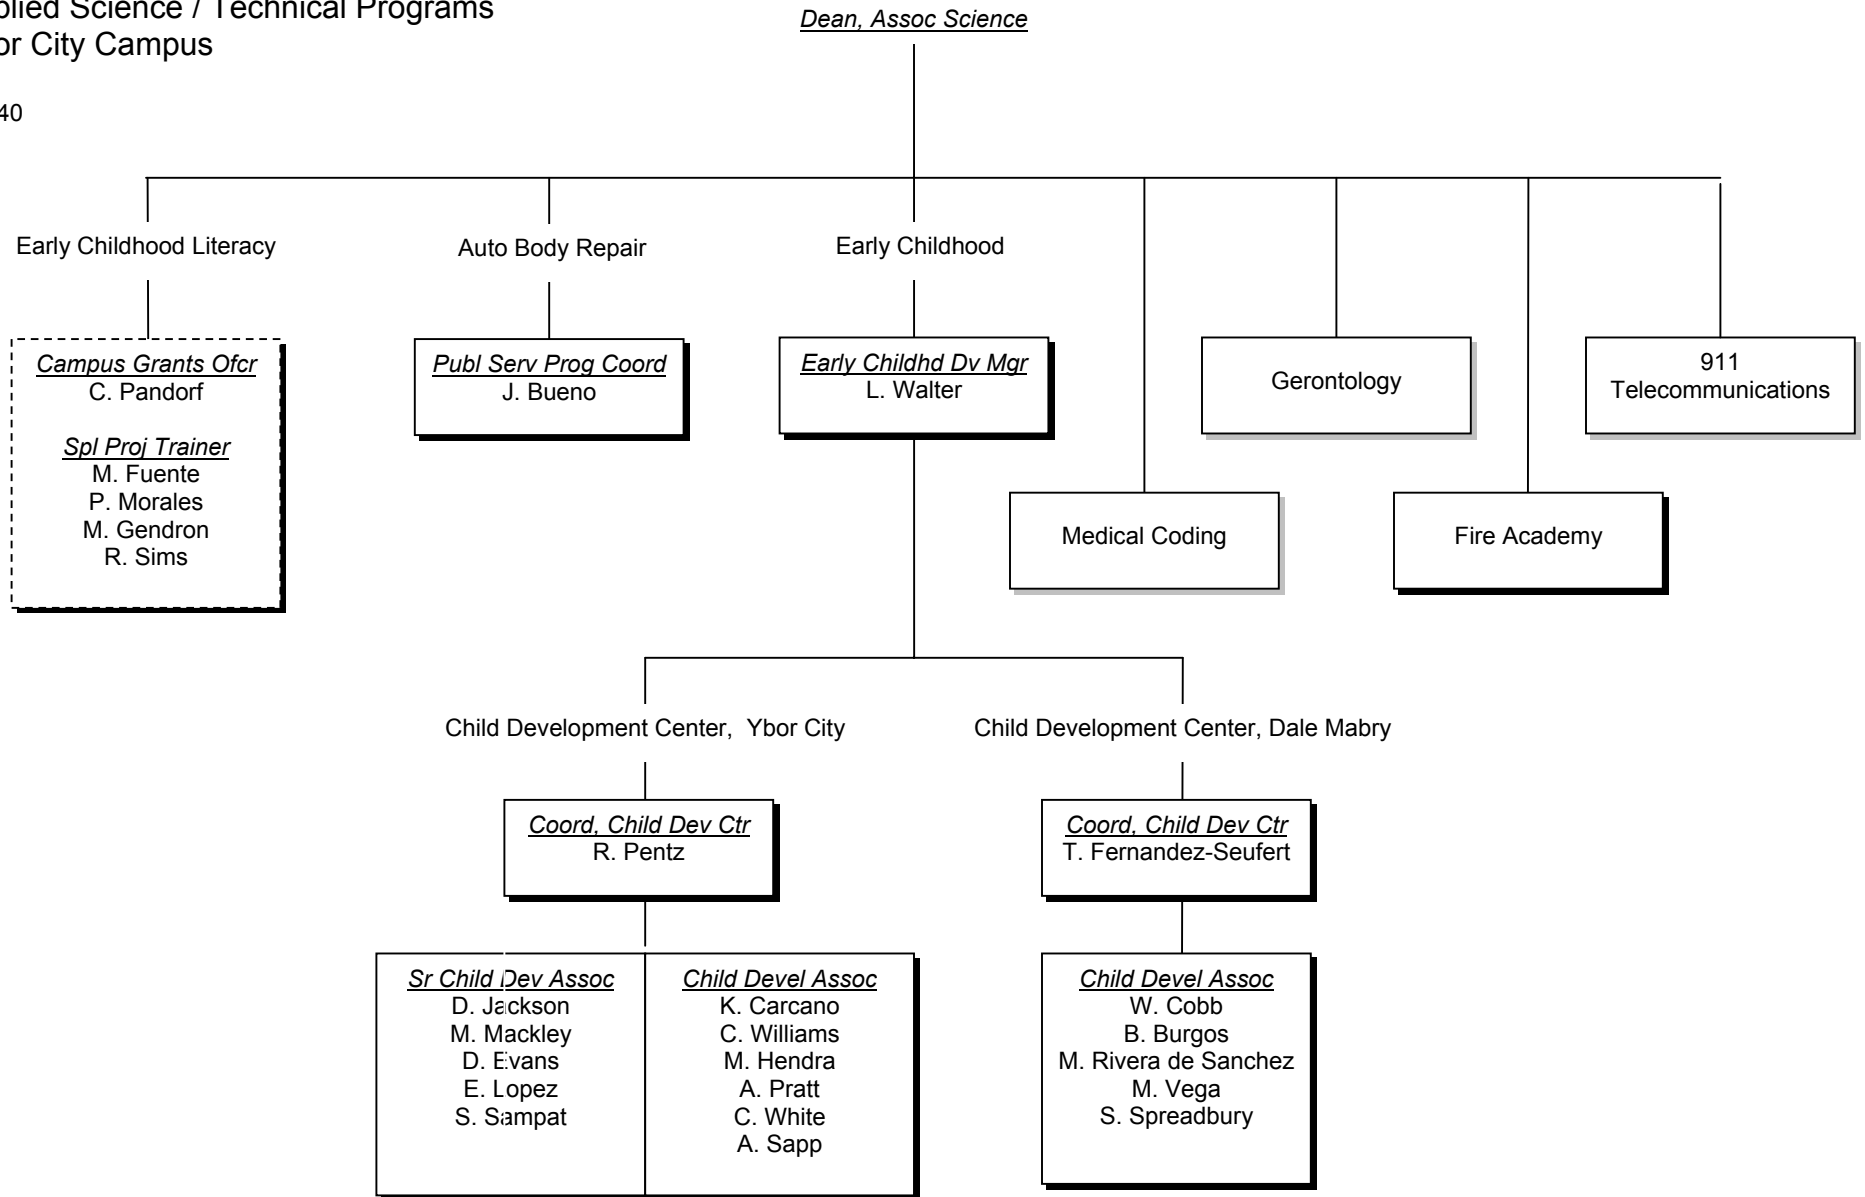 plied Science / Technical Programs
or City Campus
40
Dean, Assoc Science
Early Childhood Literacy
Auto Body Repair
Early Childhood
Campus Grants Ofcr
C. Pandorf
Spl Proj Trainer
M. Fuente
P. Morales
M. Gendron
R. Sims
Publ Serv Prog Coord
J. Bueno
Early Childhd Dv Mgr
L. Walter
Gerontology
911
Telecommunications
Medical Coding
Fire Academy
Child Development Center, Ybor City
Child Development Center, Dale Mabry
Coord, Child Dev Ctr
R. Pentz
Coord, Child Dev Ctr
T. Fernandez-Seufert
Sr Child Dev Assoc
D. Jackson
M. Mackley
D. Evans
E. Lopez
S. Sampat
Child Devel Assoc
K. Carcano
C. Williams
M. Hendra
A. Pratt
C. White
A. Sapp
Child Devel Assoc
W. Cobb
B. Burgos
M. Rivera de Sanchez
M. Vega
S. Spreadbury